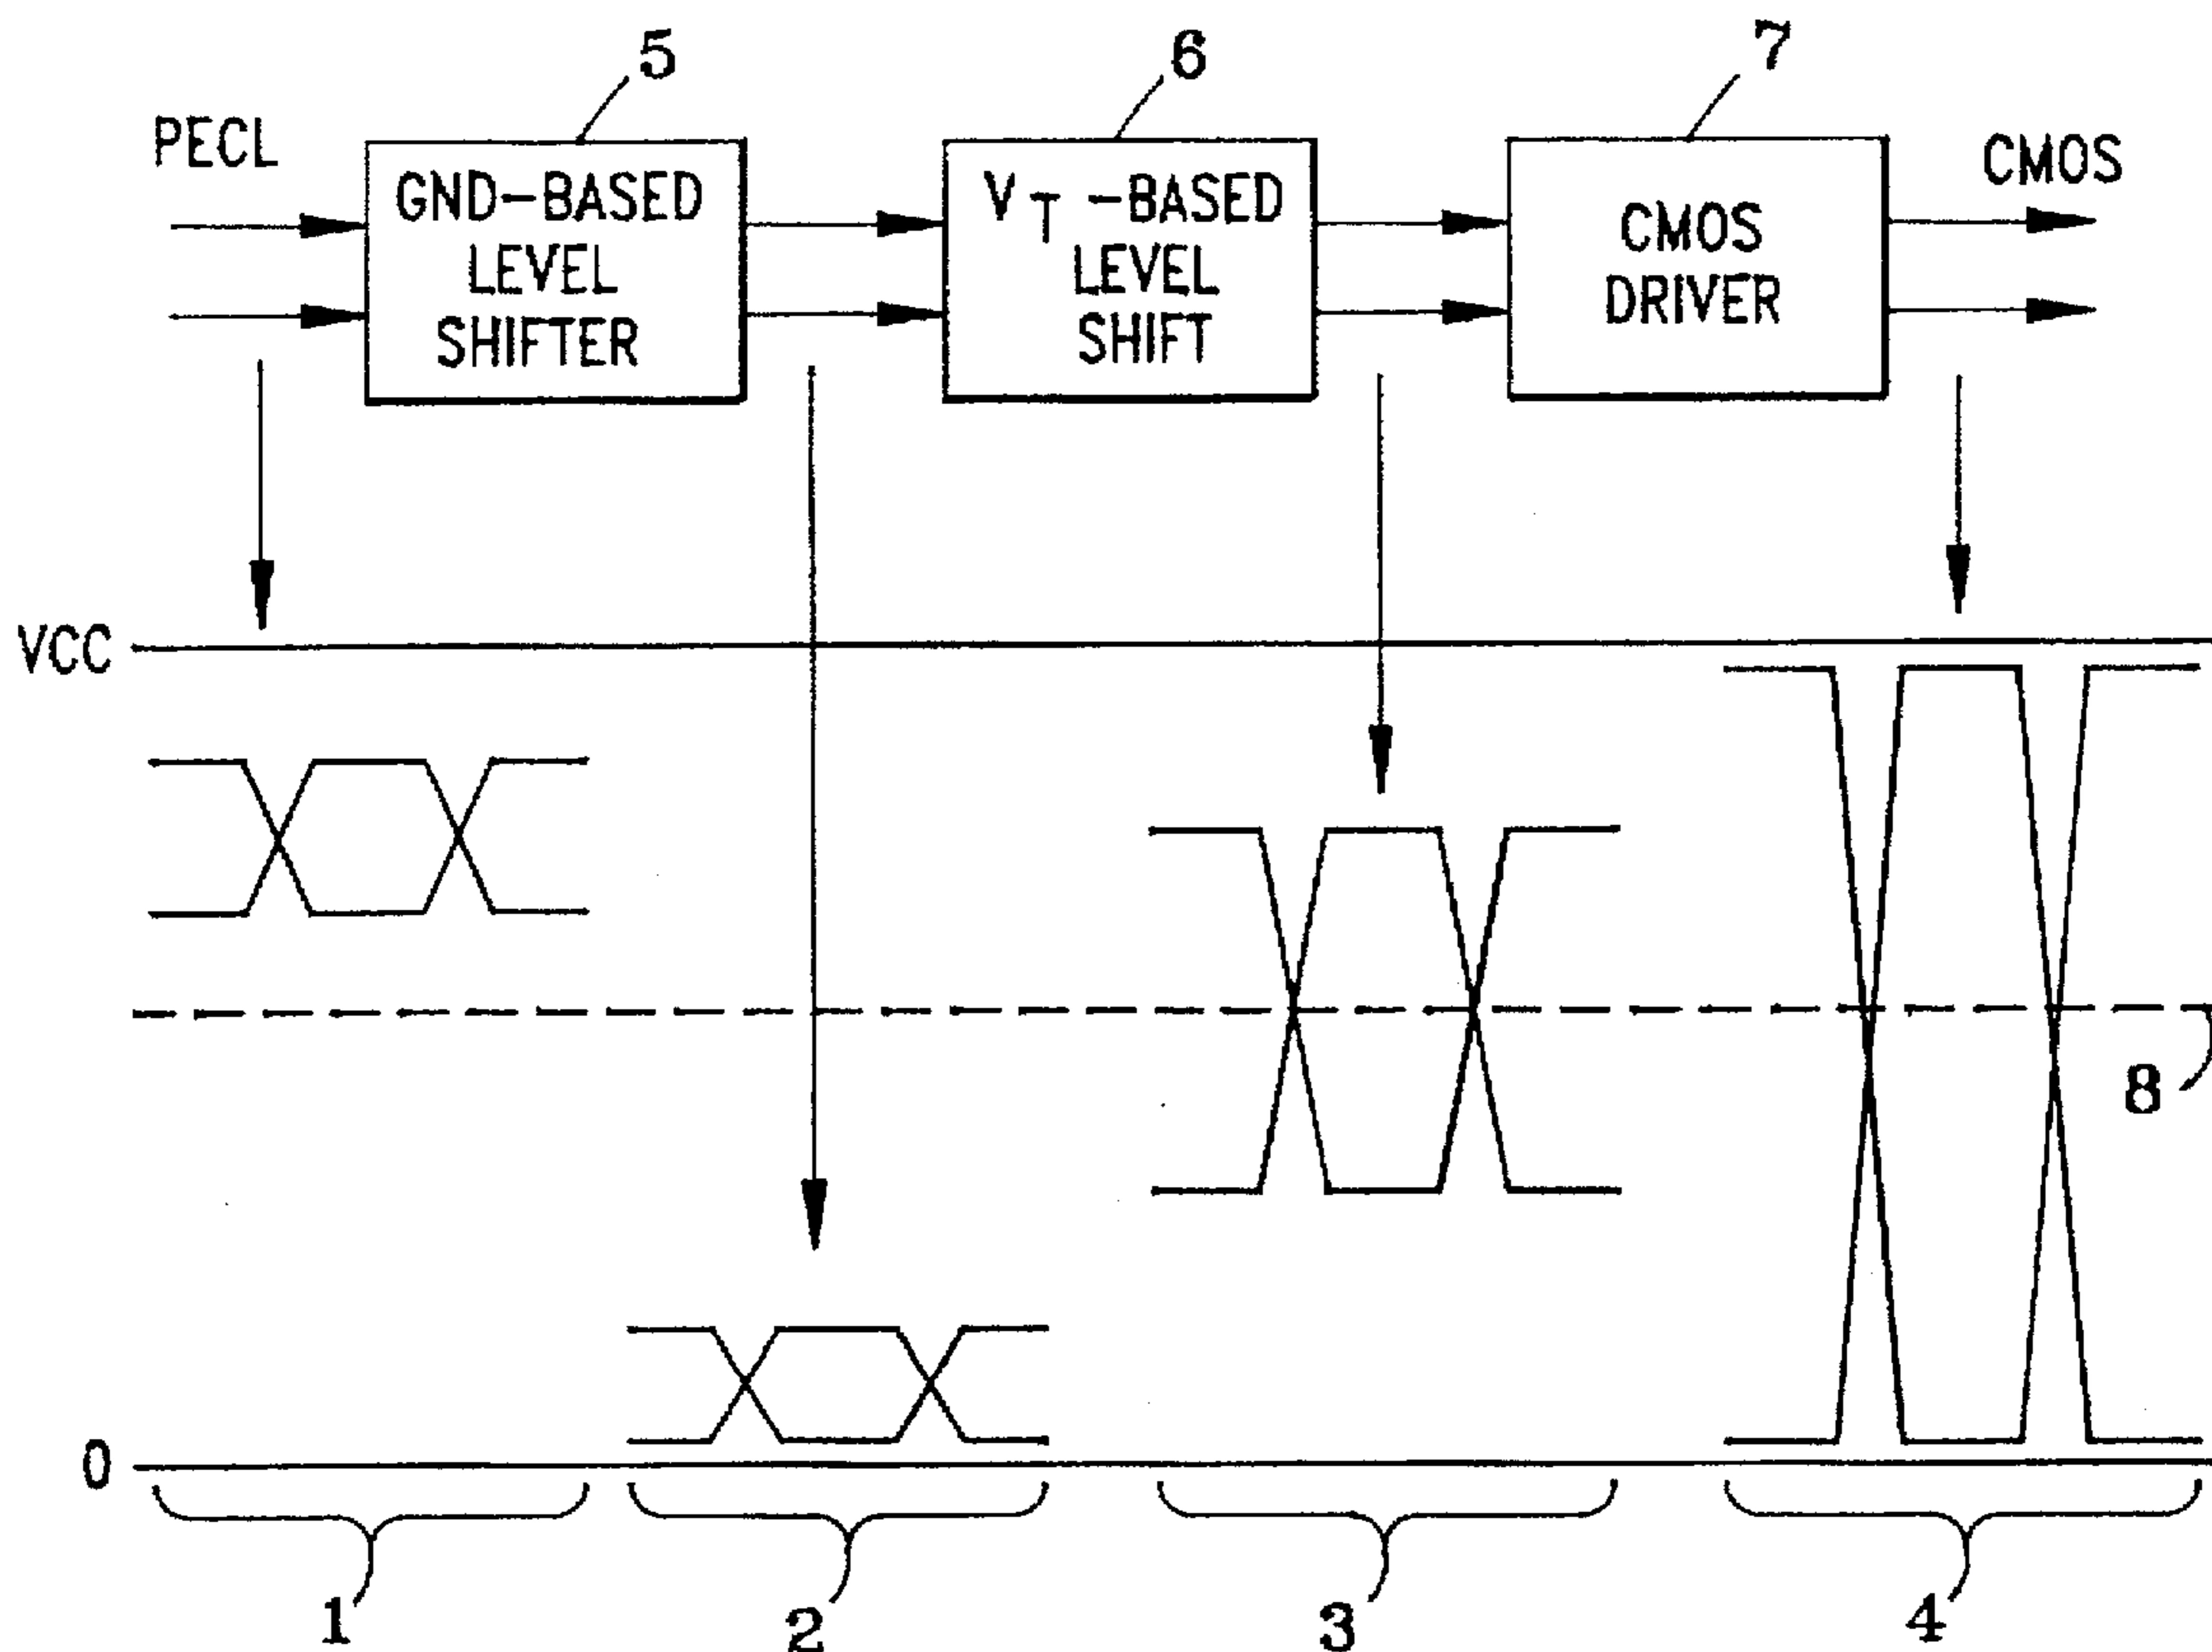 5
6
7
PECL
GND-BASED
LEVEL
SHIFTER
V T -BASED
LEVEL
SHIFT
CMOS
DRIVER
CMOS
VCC
8
0
1
2
3
4